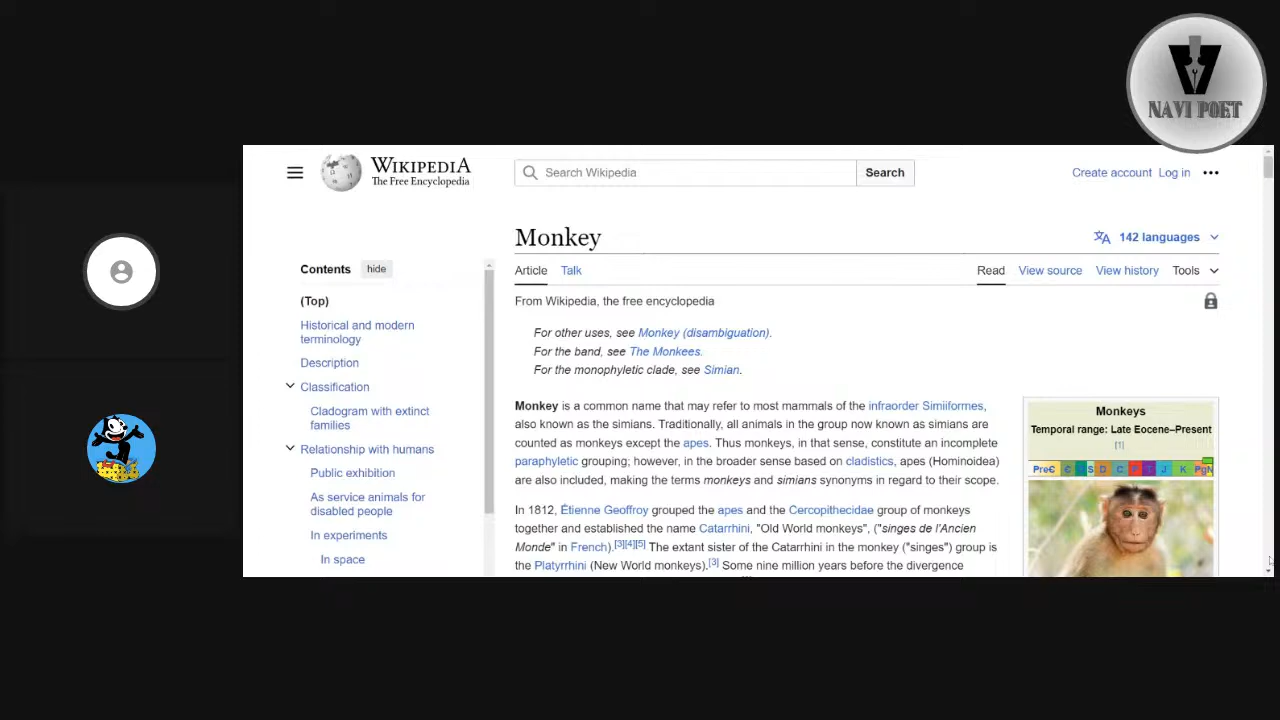 NAVI POET
WIKIPEDIA
The Free Encyclopedia
Search Wikipedia
Search
Create account Log in
Monkey
142 languages
Contents hide
Article Talk
Read View source View history Tools
(Top)
From Wikipedia, the free encyclopedia
Historical and modern
terminology
Description
Classification
Cladogram with extinct
families
Relationship with humans
Public exhibition
As service animals for
disabled people
In experiments
In space
For other uses, see Monkey (disambiguation).
For the band, see The Monkees.
For the monophyletic clade, see Simian.
Monkey is a common name that may refer to most mammals of the infraorder Simiiformes,
also known as the simians. Traditionally, all animals in the group now known as simians are
counted as monkeys except the apes. Thus monkeys, in that sense, constitute an incomplete
paraphyletic grouping; however, in the broader sense based on cladistics, apes (Hominoidea)
are also included, making the terms monkeys and simians synonyms in regard to their scope.
In 1812, Étienne Geoffroy grouped the apes and the Cercopithecidae group of monkeys
together and established the name Catarrhini, "Old World monkeys", ("singes de l'Ancien
Monde" in French).[3][4][5] The extant sister of the Catarrhini in the monkey ("singes") group is
the Platyrrhini (New World monkeys).[3] Some nine million years before the divergence
Monkeys
Temporal range: Late Eocene–Present
[1]
PreЄ Є O S D C P T J K PgN